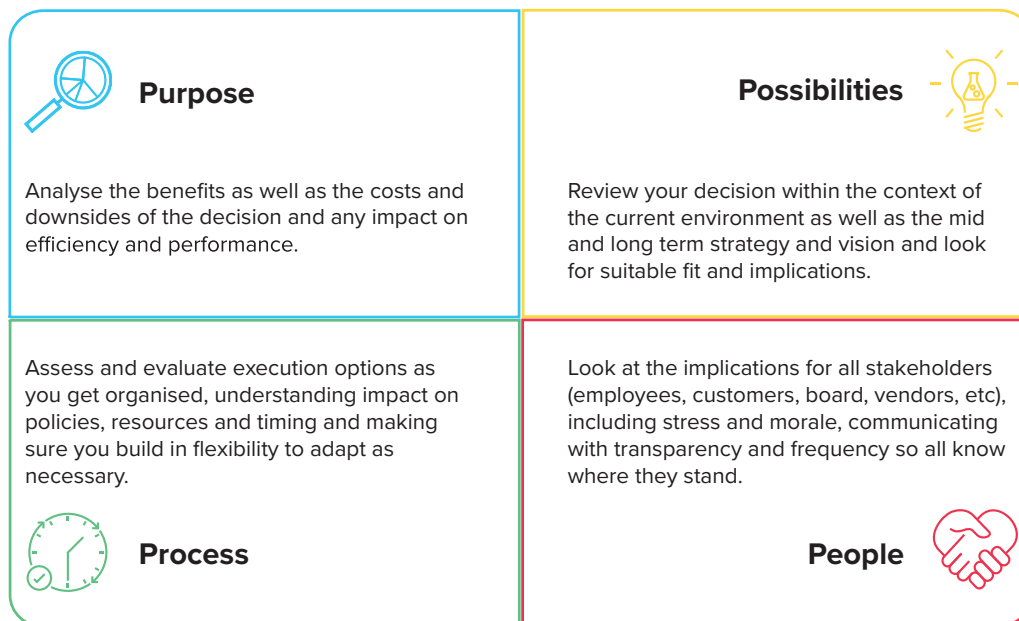 Purpose
Analyse the benefits as well as the costs and
downsides of the decision and any impact on
efficiency and performance.
Possibilities
Review your decision within the context of
the current environment as well as the mid
and long term strategy and vision and look
for suitable fit and implications.
Assess and evaluate execution options as
you get organised, understanding impact on
policies, resources and timing and making
sure you build in flexibility to adapt as
necessary.
Process
Look at the implications for all stakeholders
(employees, customers, board, vendors, etc),
including stress and morale, communicating
with transparency and frequency so all know
where they stand.
People